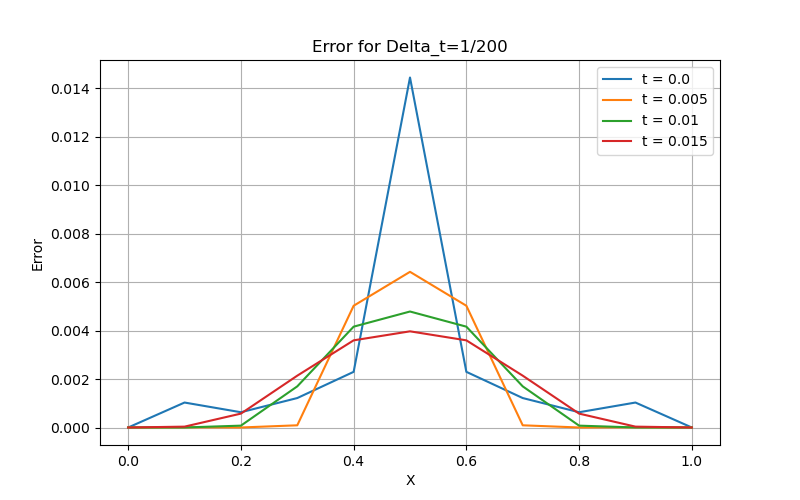 Error for Delta_t=1/200
t = 0.0
t = 0.005
t = 0.01
t = 0.015
0.014
0.012
0.010
0.008
0.006
0.004
0.002
0.000
Error
0.0 0.2 0.4 0.6 0.8 1.0
X